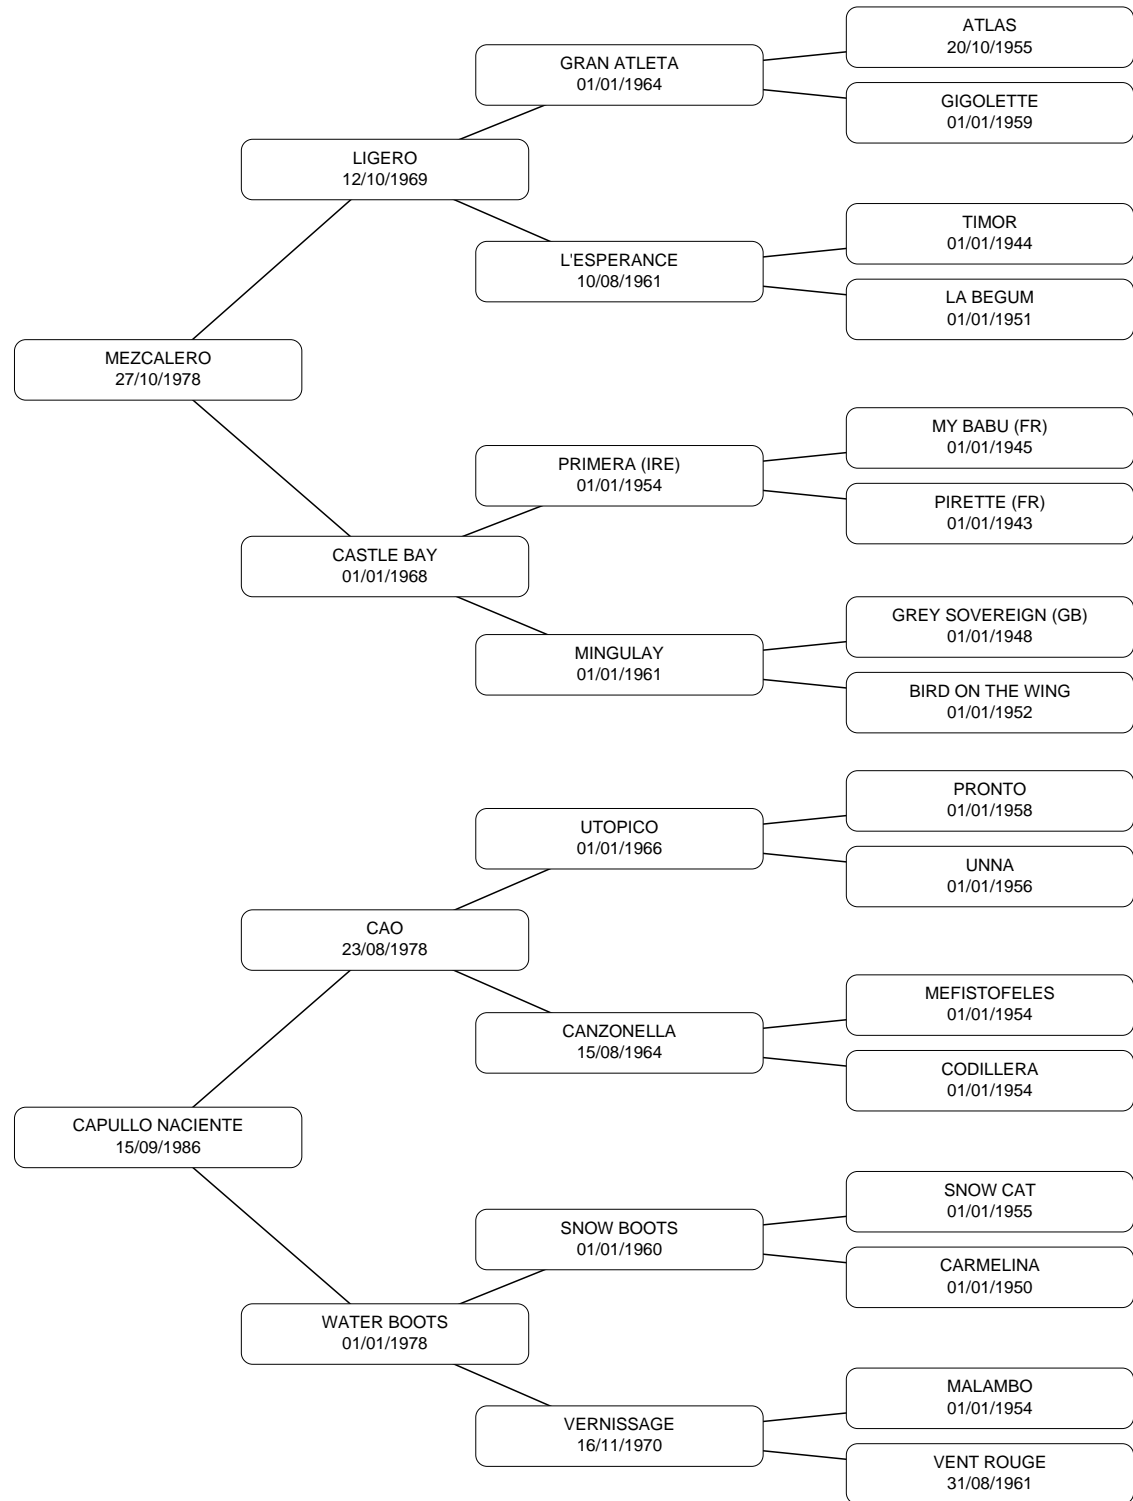 ATLAS
20/10/1955
GRAN ATLETA
01/01/1964
GIGOLETTE
01/01/1959
LIGERO
12/10/1969
TIMOR
01/01/1944
L'ESPERANCE
10/08/1961
LA BEGUM
01/01/1951
MEZCALERO
27/10/1978
MY BABU (FR)
01/01/1945
PRIMERA (IRE)
01/01/1954
PIRETTE (FR)
01/01/1943
CASTLE BAY
01/01/1968
GREY SOVEREIGN (GB)
01/01/1948
MINGULAY
01/01/1961
BIRD ON THE WING
01/01/1952
PRONTO
01/01/1958
UTOPICO
01/01/1966
UNNA
01/01/1956
CAO
23/08/1978
MEFISTOFELES
01/01/1954
CANZONELLA
15/08/1964
CODILLERA
01/01/1954
CAPULLO NACIENTE
15/09/1986
SNOW CAT
01/01/1955
SNOW BOOTS
01/01/1960
CARMELINA
01/01/1950
WATER BOOTS
01/01/1978
MALAMBO
01/01/1954
VERNISSAGE
16/11/1970
VENT ROUGE
31/08/1961